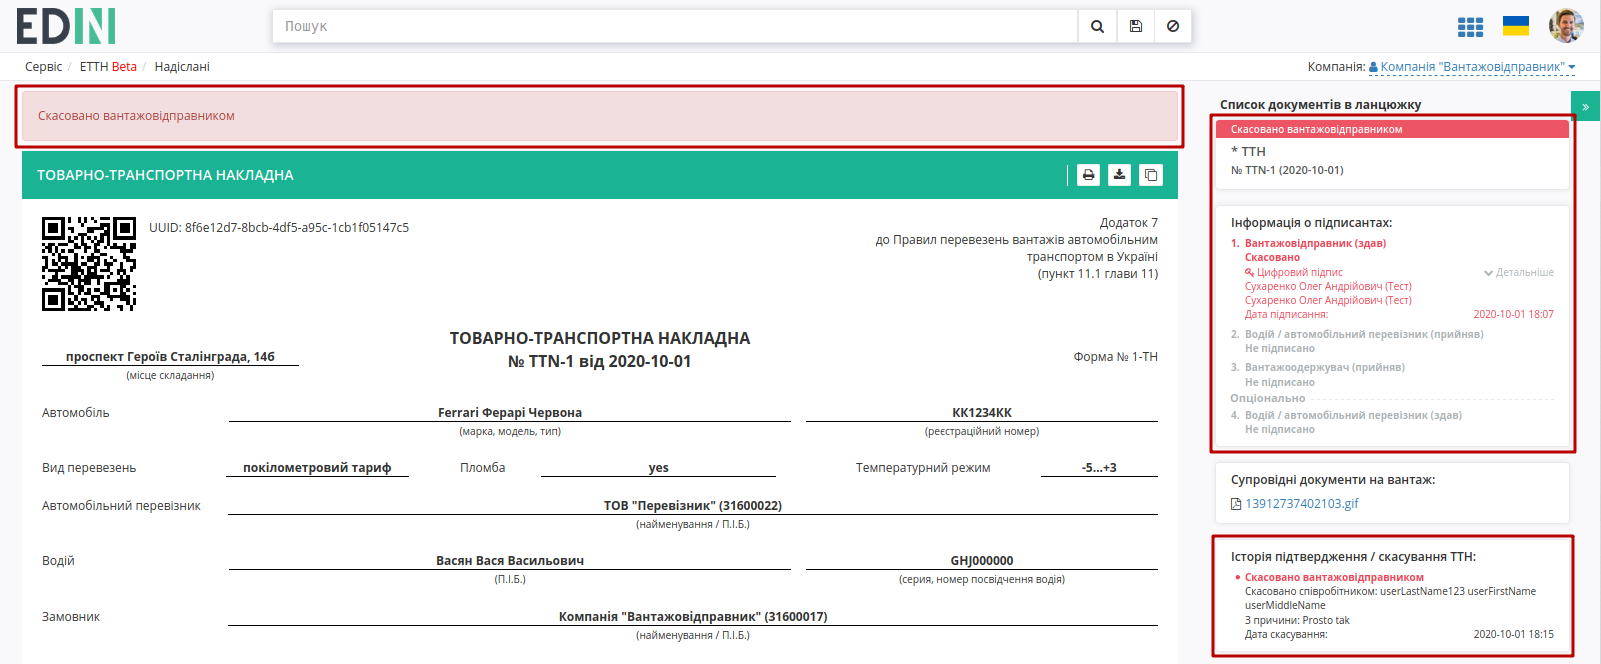 EDIN
Пошук
Сервіс / ЕТТН Beta / Надіслані
Компанія: Компанія "Вантажовідправник"
Скасовано вантажовідправником
ТОВАРНО-ТРАНСПОРТНА НАКЛАДНА
UUID: 8f6e12d7-8bcb-4df5-a95c-1cb1f05147c5
Додаток 7
до Правил перевезень вантажів автомобільним
транспортом в Україні
(пункт 11.1 глави 11)
ТОВАРНО-ТРАНСПОРТНА НАКЛАДНА
№ TTN-1 від 2020-10-01
проспект Героїв Сталінграда, 14б
(місце складання)
Форма № 1-ТН
Автомобіль Ferrari Ферарі Червона КК1234КК
(марка, модель, тип) (реєстраційний номер)
Вид перевезень покілометровий тариф Пломба yes Температурний режим -5...+3
Автомобільний перевізник ТОВ "Перевізник" (31600022)
(найменування / П.І.Б.)
Водій Васян Вася Васильович GHJ000000
(П.І.Б.) (серия, номер посвідчення водія)
Замовник Компанія "Вантажовідправник" (31600017)
(найменування / П.І.Б.)
Список документів в ланцюжку »
Скасовано вантажовідправником
* ТТН
№ TTN-1 (2020-10-01)
Інформація о підписантах:
1. Вантажовідправник (здав)
Скасовано
Цифровий підпис Детальніше
Сухаренко Олег Андрійович (Тест)
Сухаренко Олег Андрійович (Тест)
Дата підписання: 2020-10-01 18:07
2. Водій / автомобільний перевізник (прийняв)
Не підписано
3. Вантажоодержувач (прийняв)
Не підписано
Опціонально
4. Водій / автомобільний перевізник (здав)
Не підписано
Супровідні документи на вантаж:
13912737402103.gif
Історія підтвердження / скасування ТТН:
• Скасовано вантажовідправником
Скасовано співробітником: userLastName123 userFirstName
userMiddleName
З причини: Prosto tak
Дата скасування: 2020-10-01 18:15